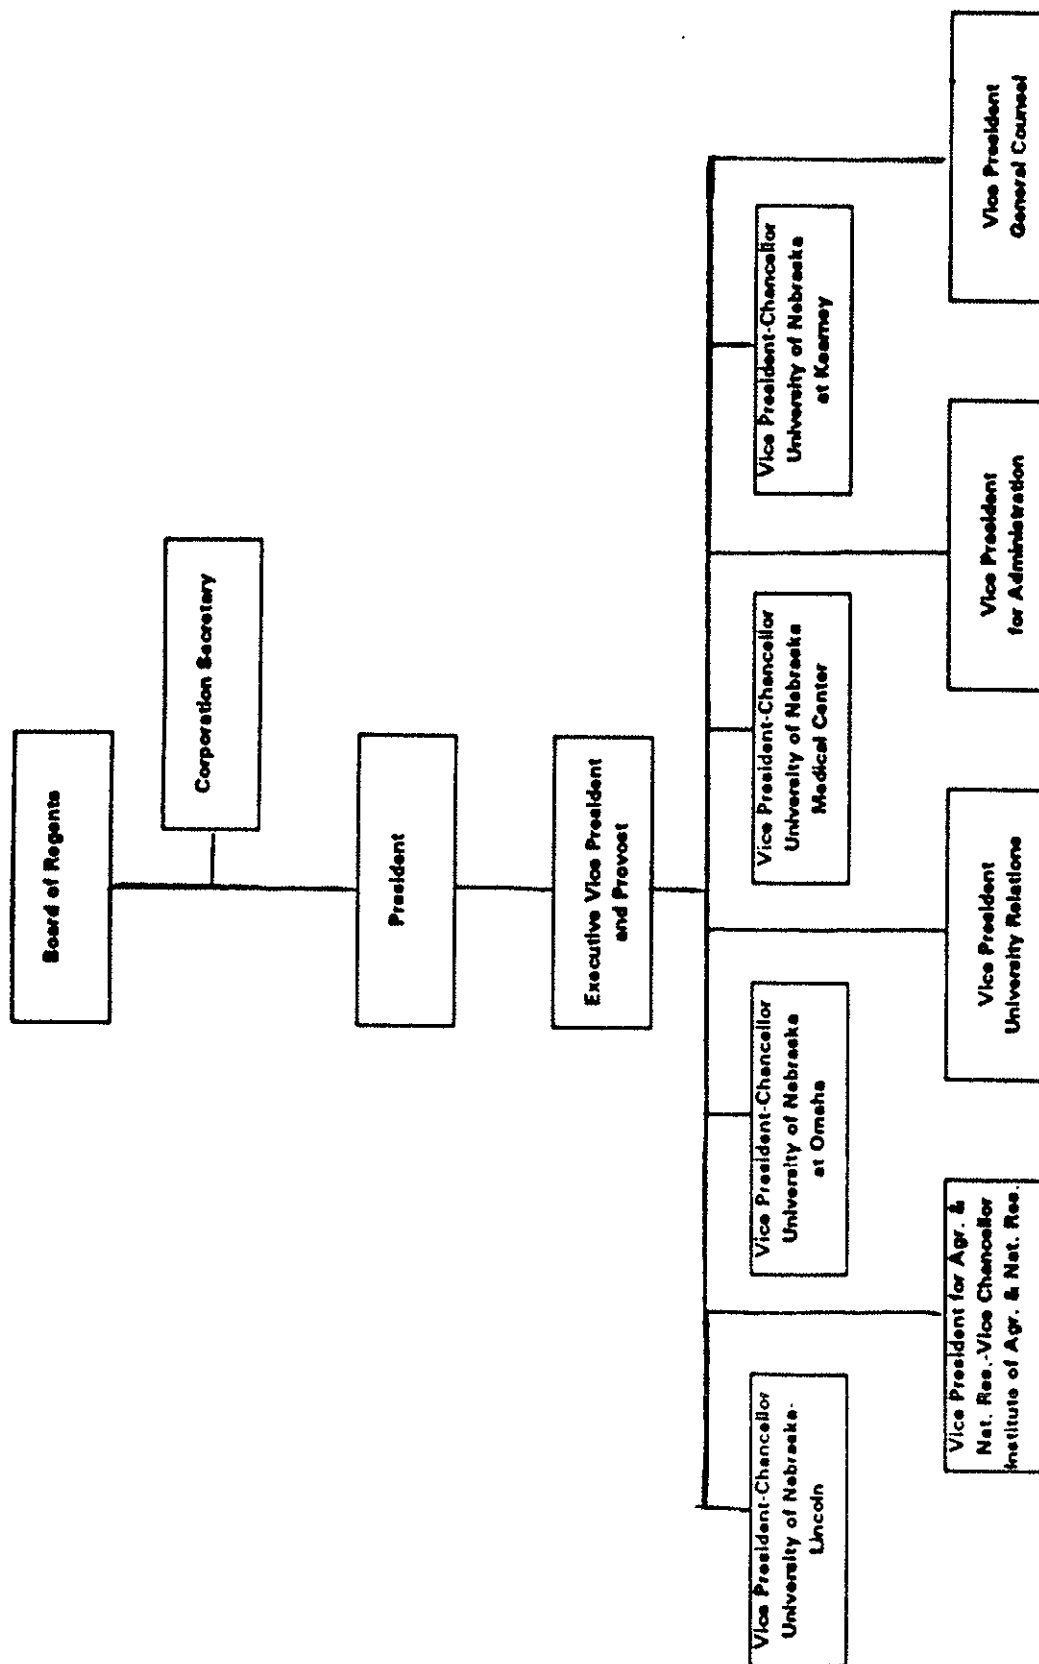 Board of Regents
Corporation Secretary
President
Executive Vice President
and Provost
Vice President-Chancellor
University of Nebraska-
Lincoln
Vice President-Chancellor
University of Nebraska
at Omaha
Vice President-Chancellor
University of Nebraska
Medical Center
Vice President-Chancellor
University of Nebraska
at Kearney
Vice President for Agr. &
Nat. Res.-Vice Chancellor
Institute of Agr. & Nat. Res.
Vice President
University Relations
Vice President
for Administration
Vice President
General Counsel